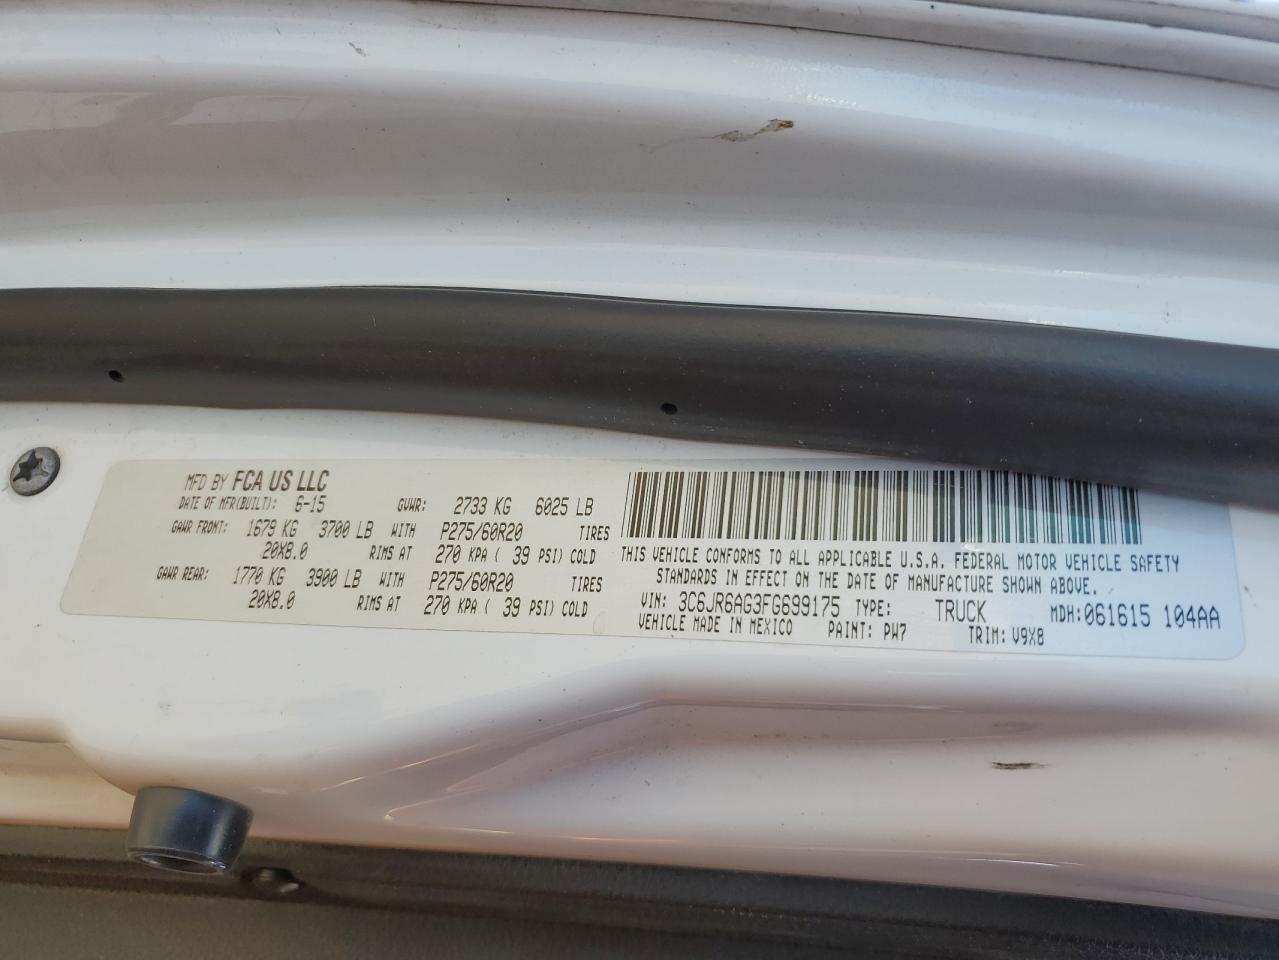 MFD BY FCA US LLC
DATE OF MFR(BUILT): 6-15 GVWR: 2733 KG 6025 LB
GAWR FRONT: 1679 KG 3700 LB WITH P275/60R20 TIRES
20X8.0 RIMS AT 270 KPA ( 39 PSI) COLD
GAWR REAR: 1770 KG 3900 LB WITH P275/60R20 TIRES
20X8.0 RIMS AT 270 KPA ( 39 PSI) COLD
THIS VEHICLE CONFORMS TO ALL APPLICABLE U.S.A. FEDERAL MOTOR VEHICLE SAFETY
STANDARDS IN EFFECT ON THE DATE OF MANUFACTURE SHOWN ABOVE.
VIN: 3C6JR6AG3FG699175 TYPE: TRUCK MDH:061615 104AA
VEHICLE MADE IN MEXICO PAINT: PW7 TRIM: V9X8